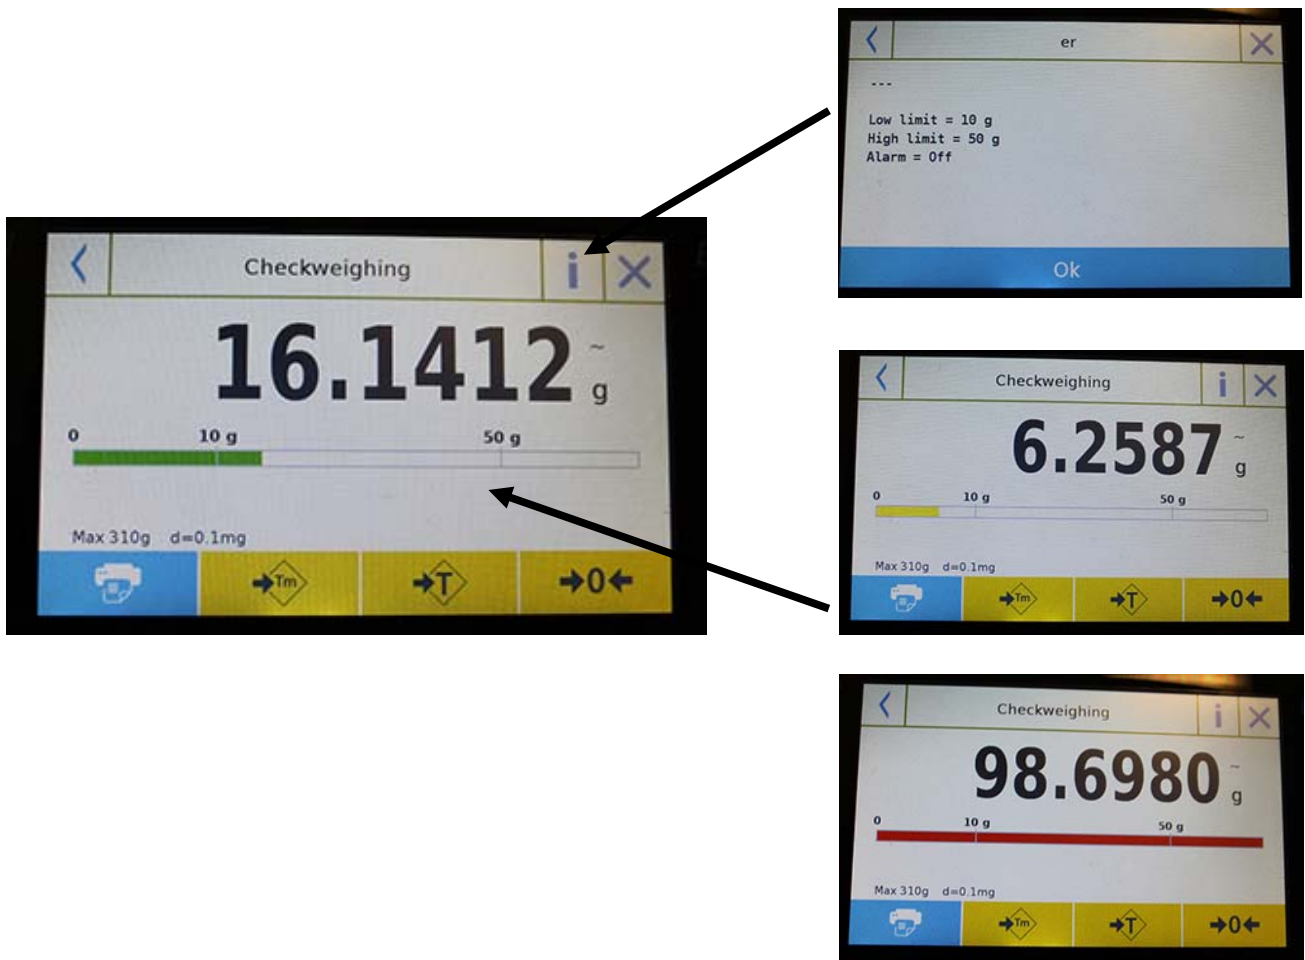 er
---
Low limit = 10 g
High limit = 50 g
Alarm = Off
Ok
Checkweighing i
16.1412 ~ g
0 10 g 50 g
Max 310g d=0.1mg
Tm T 0
Checkweighing i
6.2587 ~ g
0 10 g 50 g
Max 310g d=0.1mg
Tm T 0
Checkweighing i
98.6980 ~ g
0 10 g 50 g
Max 310g d=0.1mg
Tm T 0